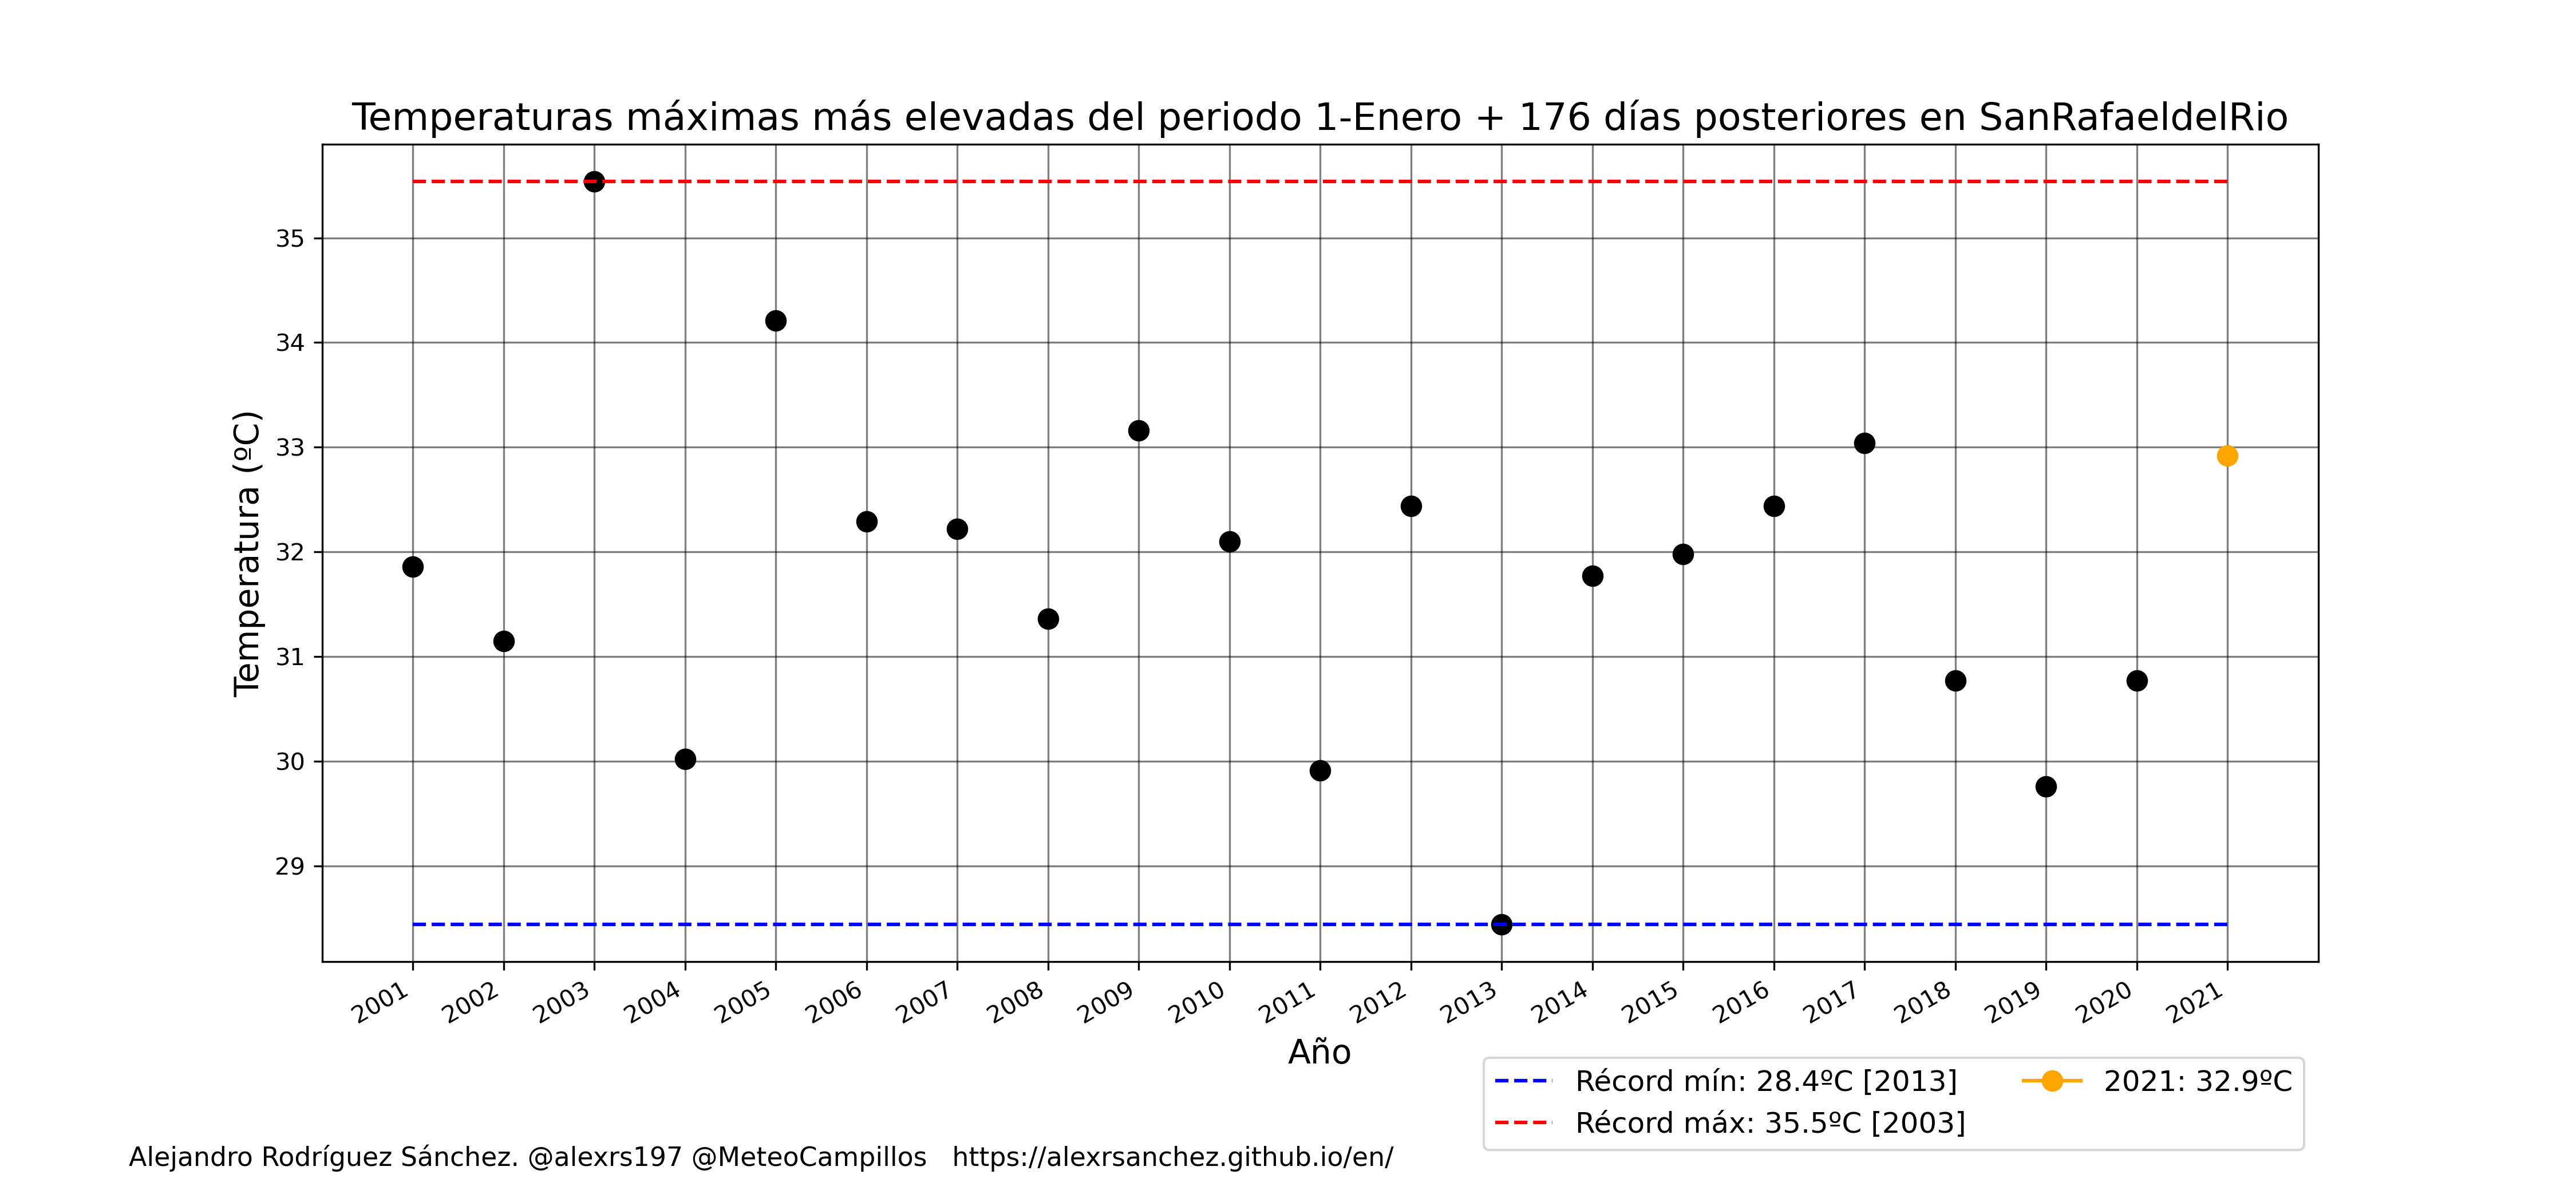 Temperaturas máximas más elevadas del periodo 1-Enero + 176 días posteriores en SanRafaeldelRio
Temperatura (ºC)
35
34
33
32
31
30
29
2001 2002 2003 2004 2005 2006 2007 2008 2009 2010 2011 2012 2013 2014 2015 2016 2017 2018 2019 2020 2021
Año
Récord mín: 28.4ºC [2013]
Récord máx: 35.5ºC [2003]
2021: 32.9ºC
Alejandro Rodríguez Sánchez. @alexrs197 @MeteoCampillos https://alexrsanchez.github.io/en/